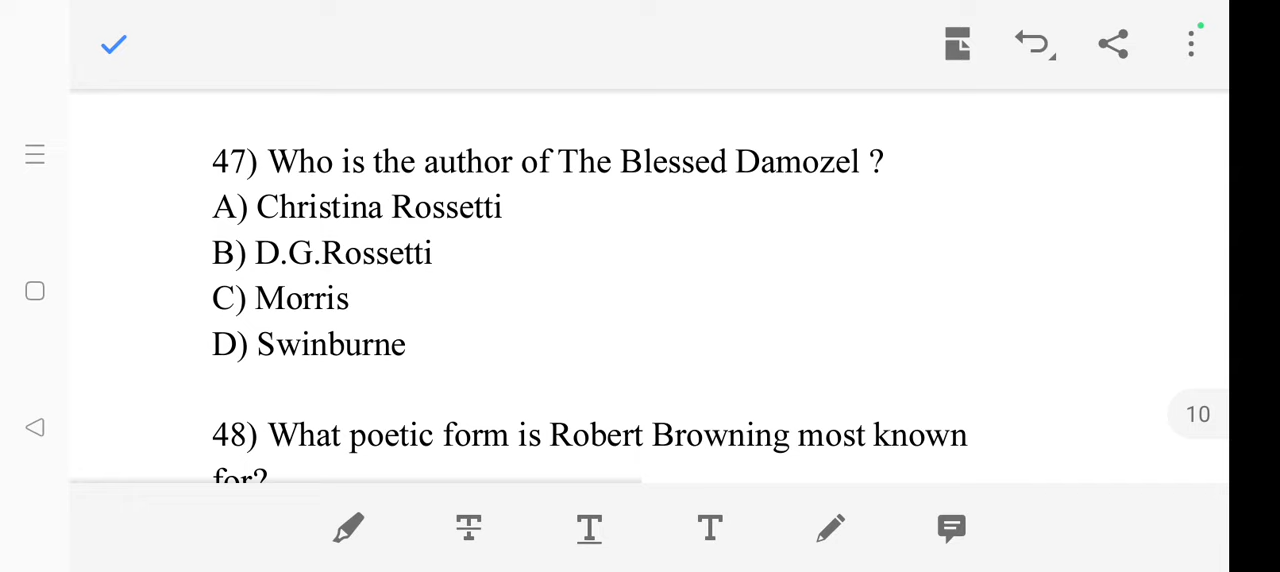 47) Who is the author of The Blessed Damozel ?
A) Christina Rossetti
B) D.G.Rossetti
C) Morris
D) Swinburne
48) What poetic form is Robert Browning most known
for?
10